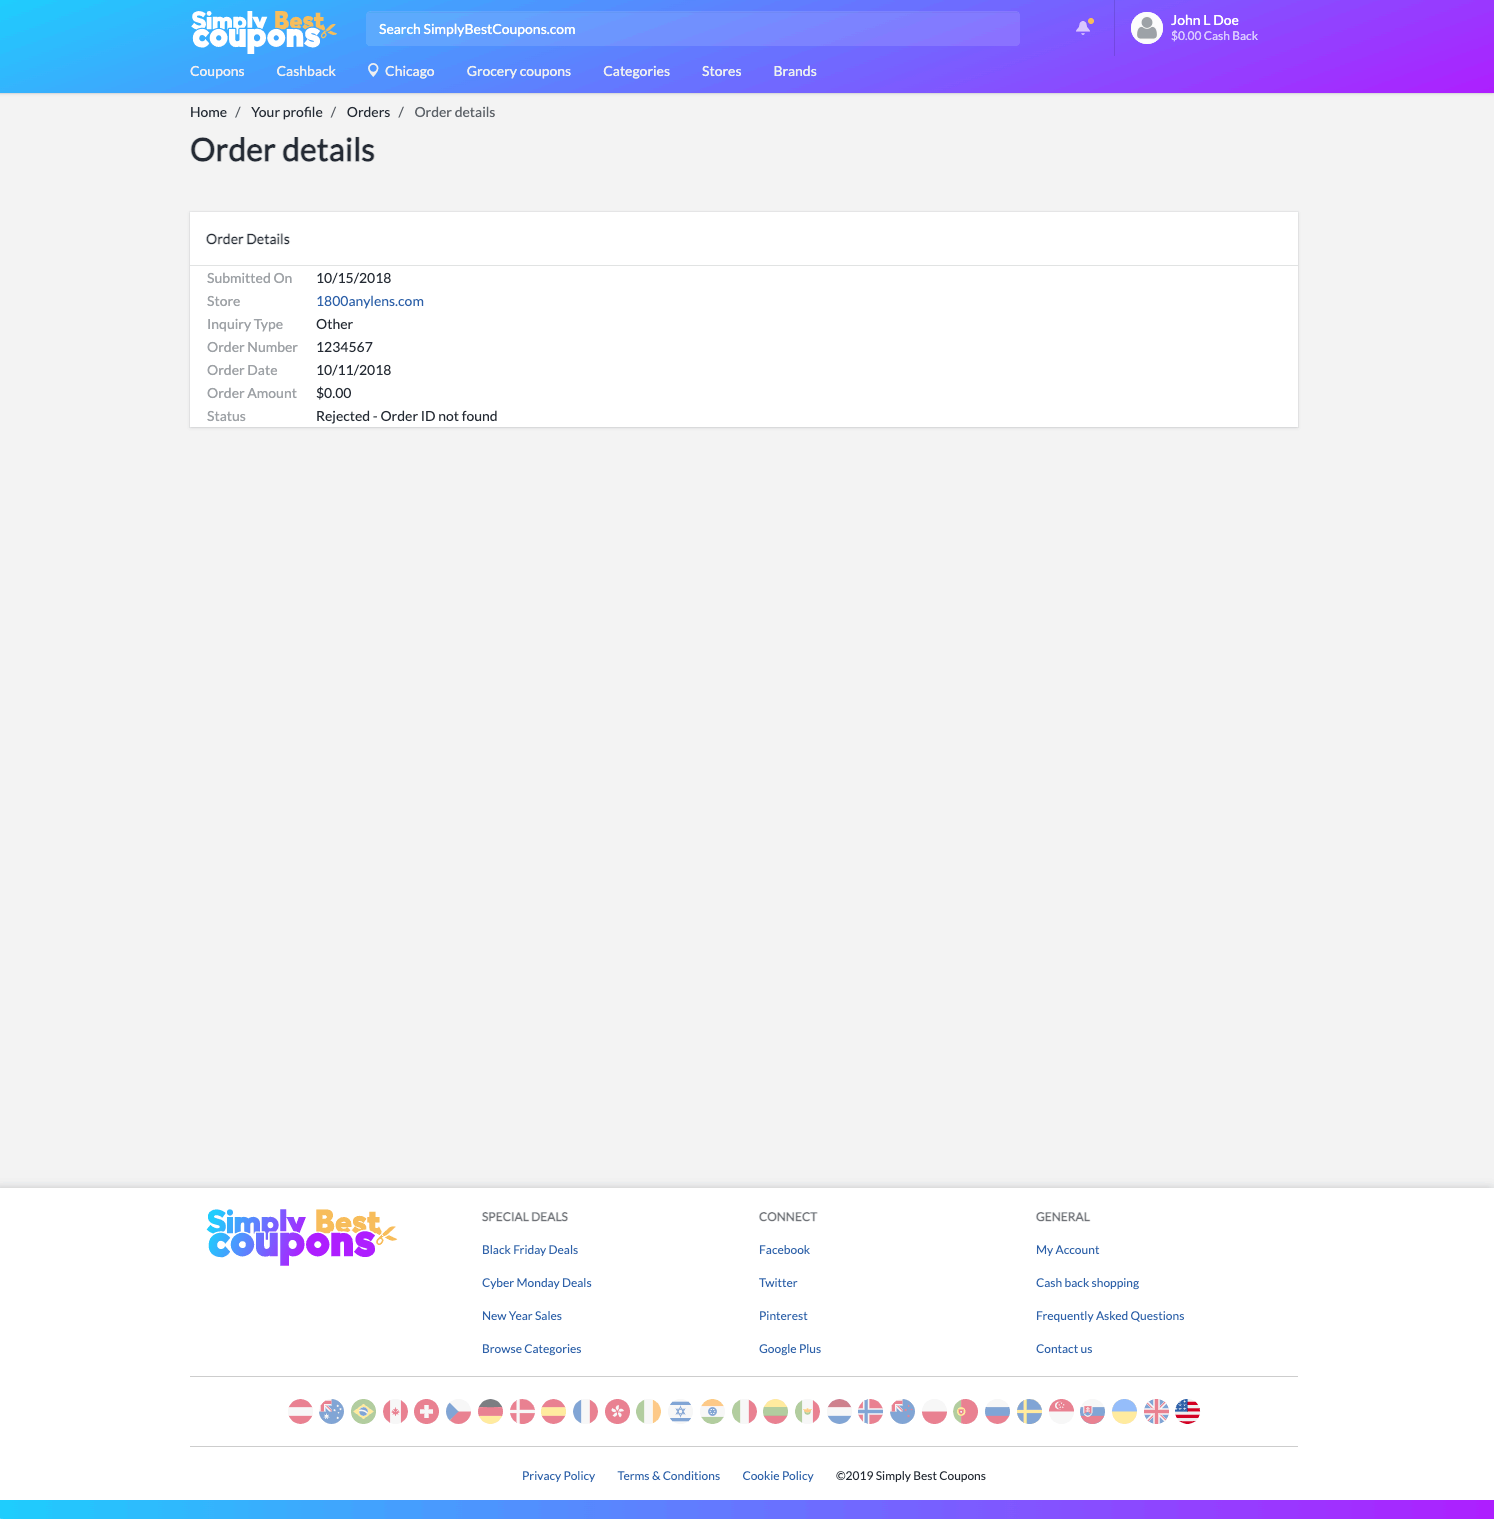 Simply Best
coupons
Search SimplyBestCoupons.com
John L Doe
$0.00 Cash Back
Coupons Cashback Chicago Grocery coupons Categories Stores Brands
Home / Your profile / Orders / Order details
Order details
Order Details
Submitted On 10/15/2018
Store 1800anylens.com
Inquiry Type Other
Order Number 1234567
Order Date 10/11/2018
Order Amount $0.00
Status Rejected - Order ID not found
Simply Best
coupons
SPECIAL DEALS
Black Friday Deals
Cyber Monday Deals
New Year Sales
Browse Categories
CONNECT
Facebook
Twitter
Pinterest
Google Plus
GENERAL
My Account
Cash back shopping
Frequently Asked Questions
Contact us
Privacy Policy Terms & Conditions Cookie Policy ©2019 Simply Best Coupons